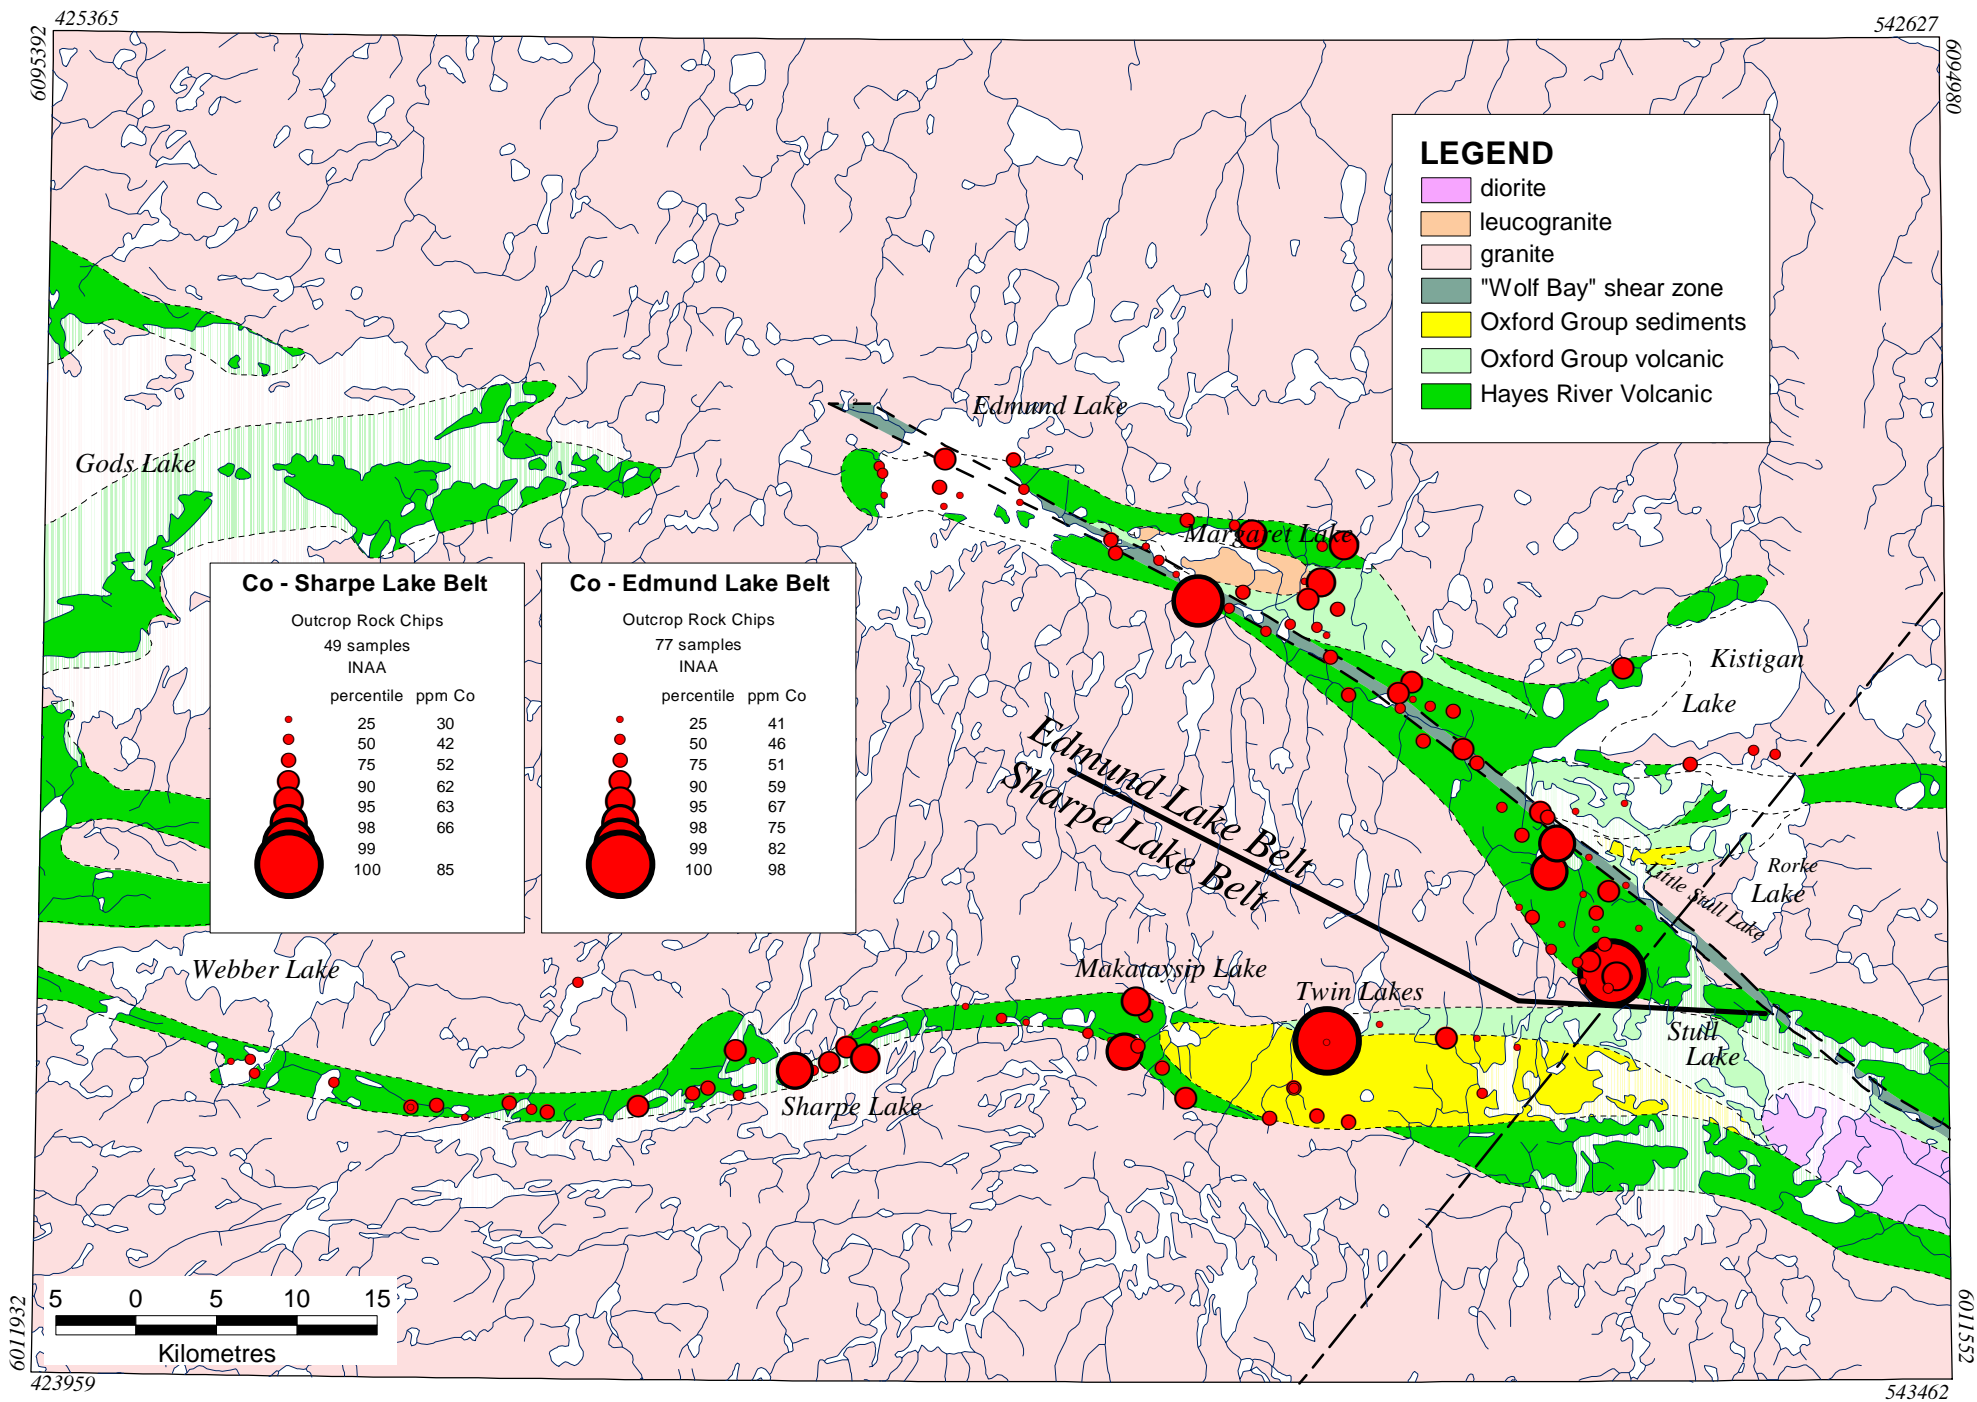 425365
542627
6095392
6094980
LEGEND
diorite
leucogranite
granite
"Wolf Bay" shear zone
Oxford Group sediments
Oxford Group volcanic
Hayes River Volcanic
Edmund Lake
Gods Lake
Margaret Lake
Kistigan
Lake
Co - Sharpe Lake Belt
Outcrop Rock Chips
49 samples
INAA
percentile ppm Co
25 30
50 42
75 52
90 62
95 63
98 66
99
100 85
Co - Edmund Lake Belt
Outcrop Rock Chips
77 samples
INAA
percentile ppm Co
25 41
50 46
75 51
90 59
95 67
98 75
99 82
100 98
Edmund Lake Belt
Sharpe Lake Belt
Rorke
Lake
Little Stull Lake
Webber Lake
Makataysip Lake
Twin Lakes
Stull
Lake
Sharpe Lake
5 0 5 10 15
Kilometres
6011932
6011552
423959
543462